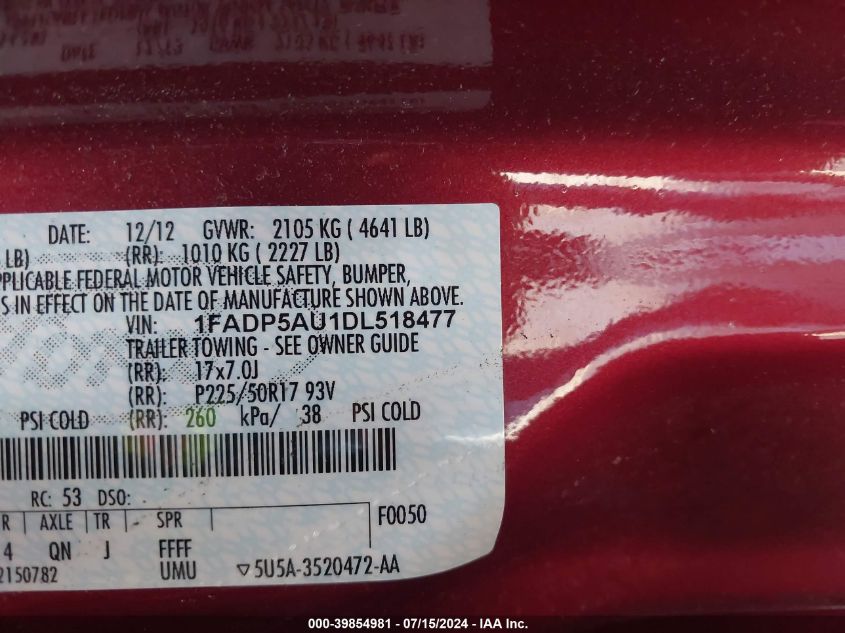 DATE: 12/12 GVWR: 2105 KG ( 4641 LB)
LB) (RR): 1010 KG ( 2227 LB)
APPLICABLE FEDERAL MOTOR VEHICLE SAFETY, BUMPER,
S IN EFFECT ON THE DATE OF MANUFACTURE SHOWN ABOVE.
VIN: 1FADP5AU1DL518477
TRAILER TOWING - SEE OWNER GUIDE
(RR): 17x7.0J
(RR): P225/50R17 93V
PSI COLD (RR): 260 kPa/ 38 PSI COLD
RC: 53 DSO:
R AXLE TR SPR F0050
4 QN J FFFF
2150782 UMU ▽5U5A-3520472-AA
000-39854981 - 07/15/2024 - IAA Inc.